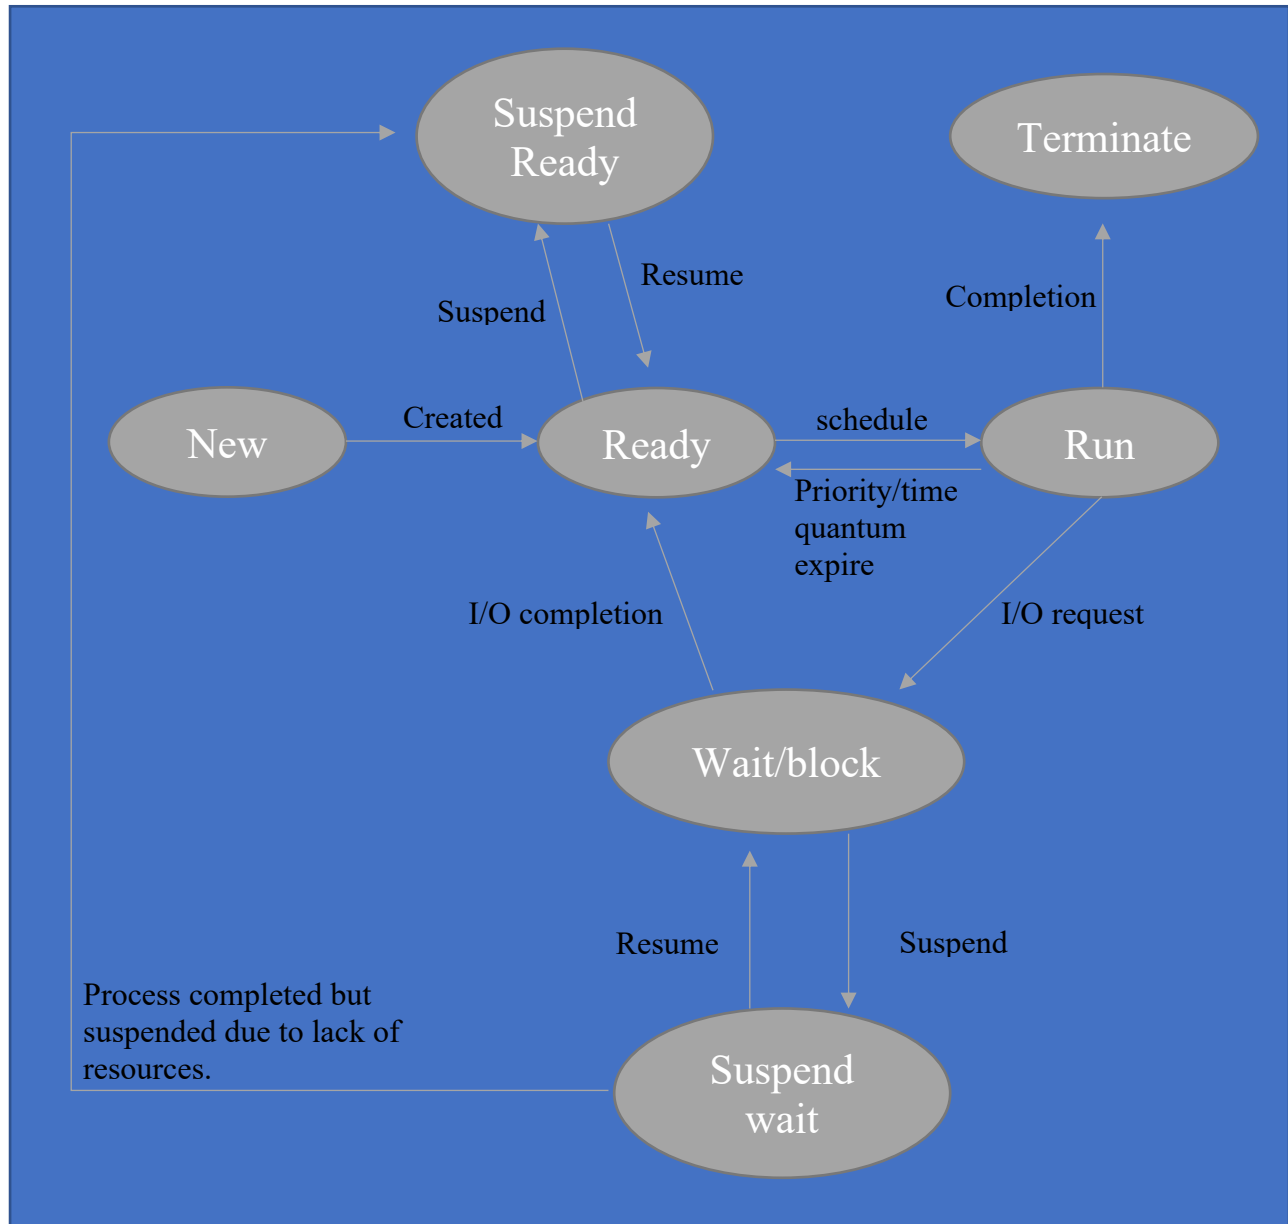 Suspend
Ready
Terminate
Resume
Suspend
Completion
New
Created
Ready
schedule
Run
Priority/time
quantum
expire
I/O completion
I/O request
Wait/block
Resume
Suspend
Process completed but
suspended due to lack of
resources.
Suspend
wait